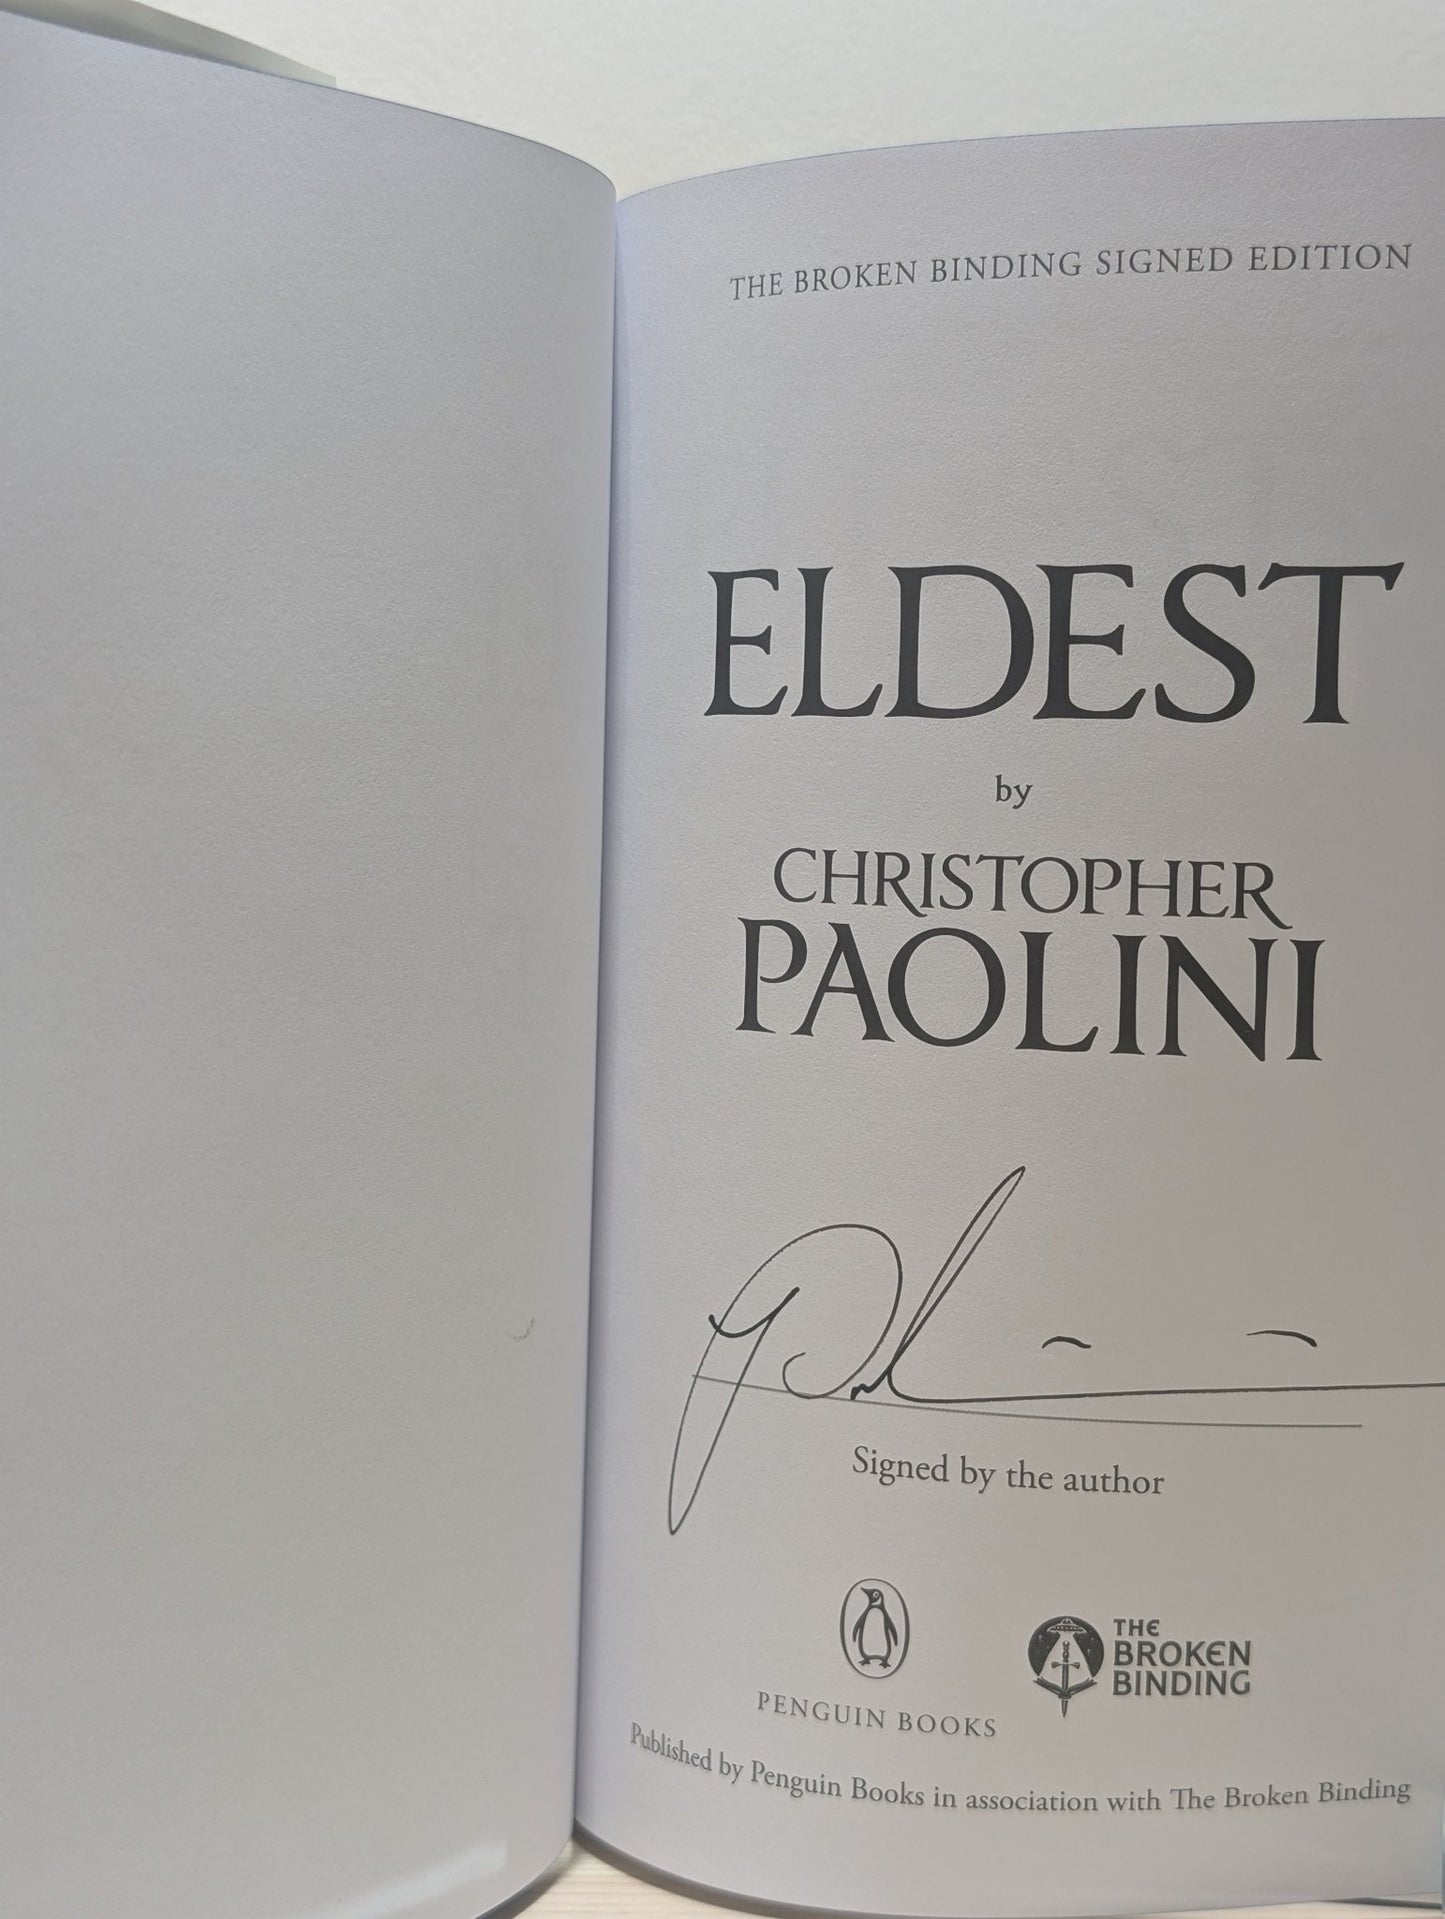 THE BROKEN BINDING SIGNED EDITION
ELDEST
by
CHRISTOPHER
PAOLINI
Signed by the author
PENGUIN BOOKS
THE
BROKEN
BINDING
Published by Penguin Books in association with The Broken Binding